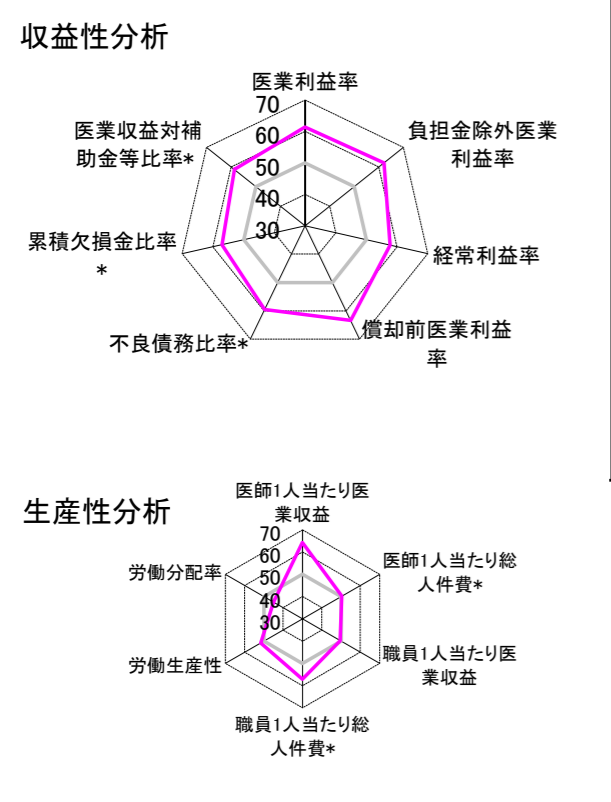 収益性分析
医業利益率
70
60
50
40
30
負担金除外医業
利益率
経常利益率
償却前医業利益
率
不良債務比率*
累積欠損金比率
*
医業収益対補
助金等比率*
生産性分析
医師1人当たり医
業収益
70
60
50
40
30
医師1人当たり総
人件費*
職員1人当たり医
業収益
職員1人当たり総
人件費*
労働生産性
労働分配率